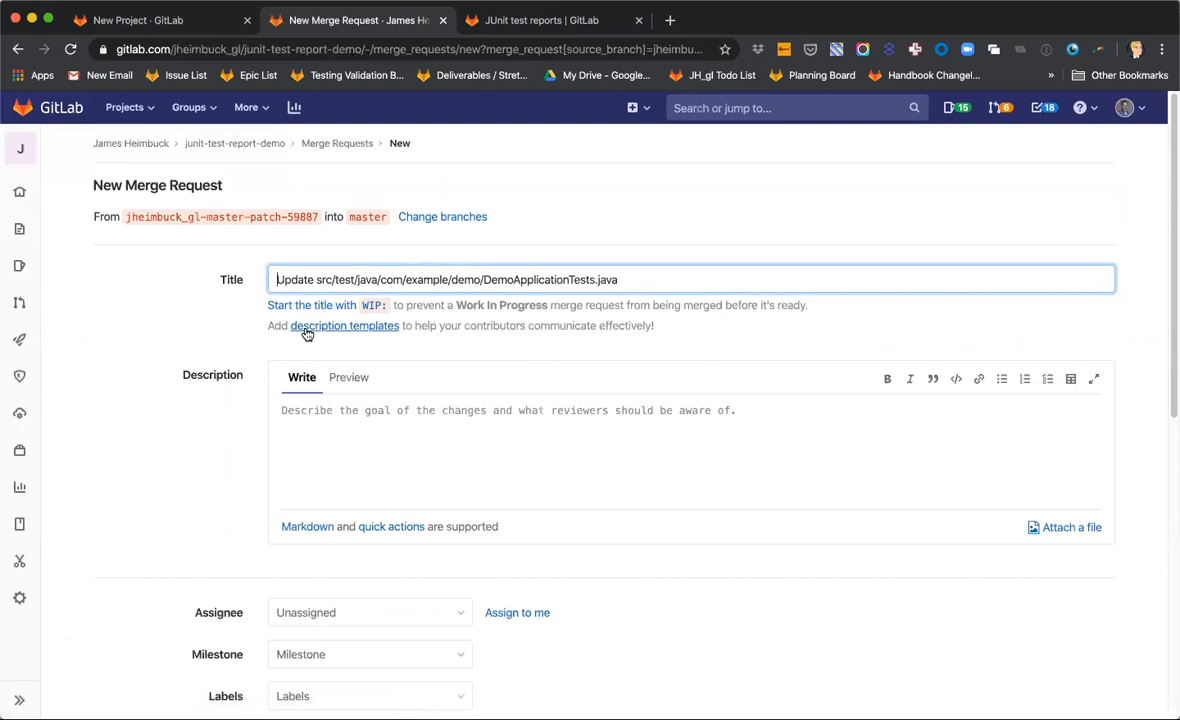 New Project · GitLab
New Merge Request · James He
JUnit test reports | GitLab
gitlab.com/jheimbuck_gl/junit-test-report-demo/-/merge_requests/new?merge_request[source_branch]=jheimbu...
Apps New Email Issue List Epic List Testing Validation B... Deliverables / Stret... My Drive – Google... JH_gl Todo List Planning Board Handbook Changel... » Other Bookmarks
GitLab Projects Groups More Search or jump to... 15 6 18
J
James Heimbuck > junit-test-report-demo > Merge Requests > New
New Merge Request
From jheimbuck_gl-master-patch-59887 into master Change branches
Title Update src/test/java/com/example/demo/DemoApplicationTests.java
Start the title with WIP: to prevent a Work In Progress merge request from being merged before it's ready.
Add description templates to help your contributors communicate effectively!
Description Write Preview
Describe the goal of the changes and what reviewers should be aware of.
Markdown and quick actions are supported Attach a file
Assignee Unassigned Assign to me
Milestone Milestone
Labels Labels